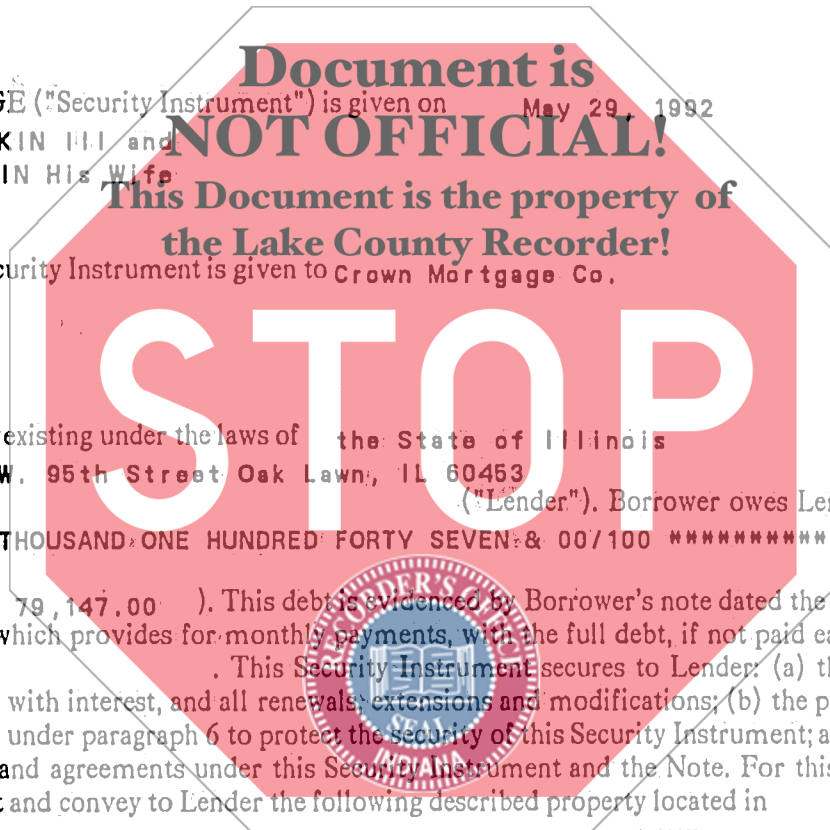 Document is
GE ("Security Instrument") is given on May 29, 1992
NOT OFFICIAL!
KIN III and
IN His Wife
This Document is the property of
the Lake County Recorder!
curity Instrument is given to Crown Mortgage Co.
STOP
existing under the laws of the State of Illinois
W. 95th Street Oak Lawn, IL 60453
("Lender"). Borrower owes Len
THOUSAND ONE HUNDRED FORTY SEVEN & 00/100 ***********
79,147.00 ). This debt is evidenced by Borrower's note dated the
which provides for monthly payments, with the full debt, if not paid ea
. This Security Instrument secures to Lender: (a) th
with interest, and all renewals, extensions and modifications; (b) the p
under paragraph 6 to protect the security of this Security Instrument; a
and agreements under this Security Instrument and the Note. For this
t and convey to Lender the following described property located in
RECORDER'S OFFICE
SEAL
INDIANA